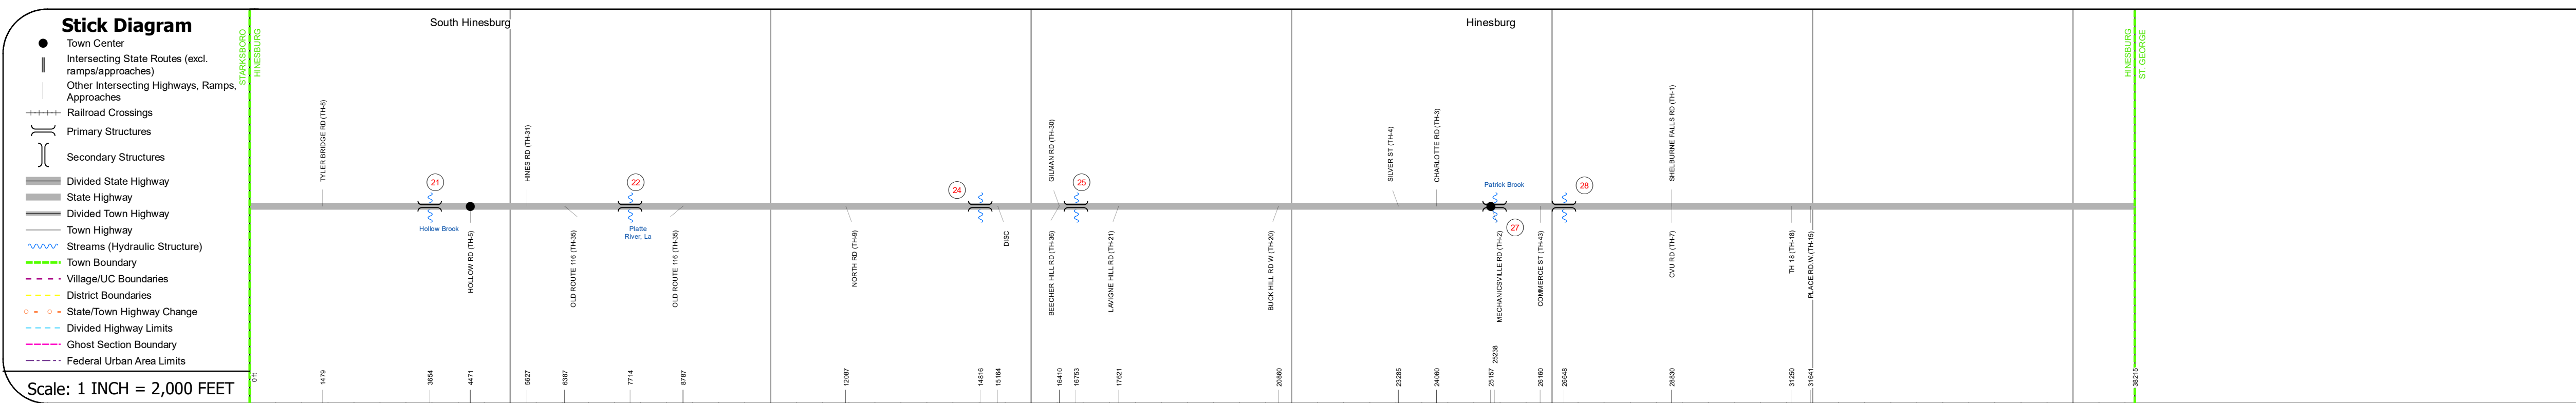 Stick Diagram
Town Center
Intersecting State Routes (excl.
ramps/approaches)
Other Intersecting Highways, Ramps,
Approaches
Railroad Crossings
Primary Structures
Secondary Structures
Divided State Highway
State Highway
Divided Town Highway
Town Highway
Streams (Hydraulic Structure)
Town Boundary
Village/UC Boundaries
District Boundaries
State/Town Highway Change
Divided Highway Limits
Ghost Section Boundary
Federal Urban Area Limits
Scale: 1 INCH = 2,000 FEET
STARKSBORO
HINESBURG
South Hinesburg
Hinesburg
HINESBURG
ST. GEORGE
TYLER BRIDGE RD (TH-8)
HINES RD (TH-31)
GILMAN RD (TH-30)
SILVER ST (TH-4)
CHARLOTTE RD (TH-3)
SHELBURNE FALLS RD (TH-1)
21
22
24
25
27
28
Hollow Brook
Platte
River, La
Patrick Brook
HOLLOW RD (TH-5)
OLD ROUTE 116 (TH-35)
OLD ROUTE 116 (TH-35)
NORTH RD (TH-9)
DISC
BEECHER HILL RD (TH-36)
LAVIGNE HILL RD (TH-21)
BUCK HILL RD W (TH-20)
MECHANICSVILLE RD (TH-2)
COMMERCE ST (TH-43)
CVU RD (TH-7)
TH 18 (TH-18)
PLACE RD W (TH-15)
0 ft
1479
3654
4471
5627
6387
7714
8787
12087
14816
15164
16410
16753
17621
20860
23285
24060
25157
25238
26160
26648
28830
31250
31641
38215